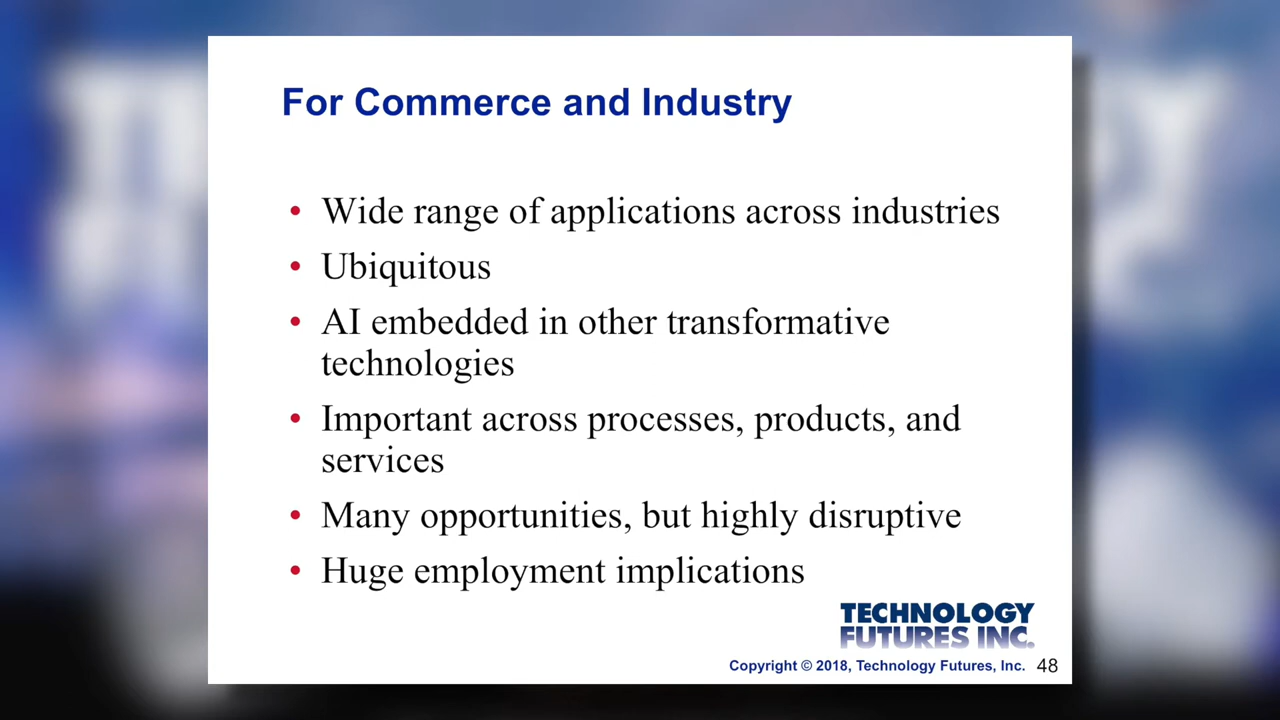 For Commerce and Industry
• Wide range of applications across industries
• Ubiquitous
• AI embedded in other transformative
technologies
• Important across processes, products, and
services
• Many opportunities, but highly disruptive
• Huge employment implications
TECHNOLOGY
FUTURES INC.
Copyright © 2018, Technology Futures, Inc. 48